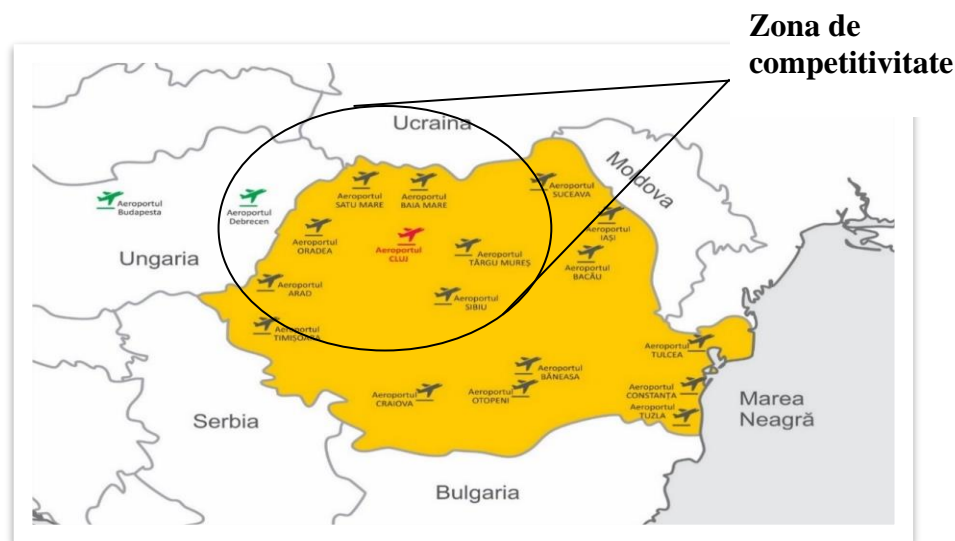 Zona de
competitivitate
Ucraina
Moldova
Aeroportul
SUCEAVA
Aeroportul
SATU MARE
Aeroportul
BAIA MARE
Aeroportul
Budapesta
Aeroportul
Debrecen
Aeroportul
IAȘI
Aeroportul
ORADEA
Aeroportul
CLUJ
Aeroportul
TÂRGU MUREȘ
Aeroportul
BACĂU
Ungaria
Aeroportul
ARAD
Aeroportul
SIBIU
Aeroportul
TIMIȘOARA
Aeroportul
TULCEA
Aeroportul
BĂNEASA
Aeroportul
CRAIOVA
Aeroportul
OTOPENI
Aeroportul
CONSTANȚA
Aeroportul
TUZLA
Marea
Neagră
Serbia
Bulgaria